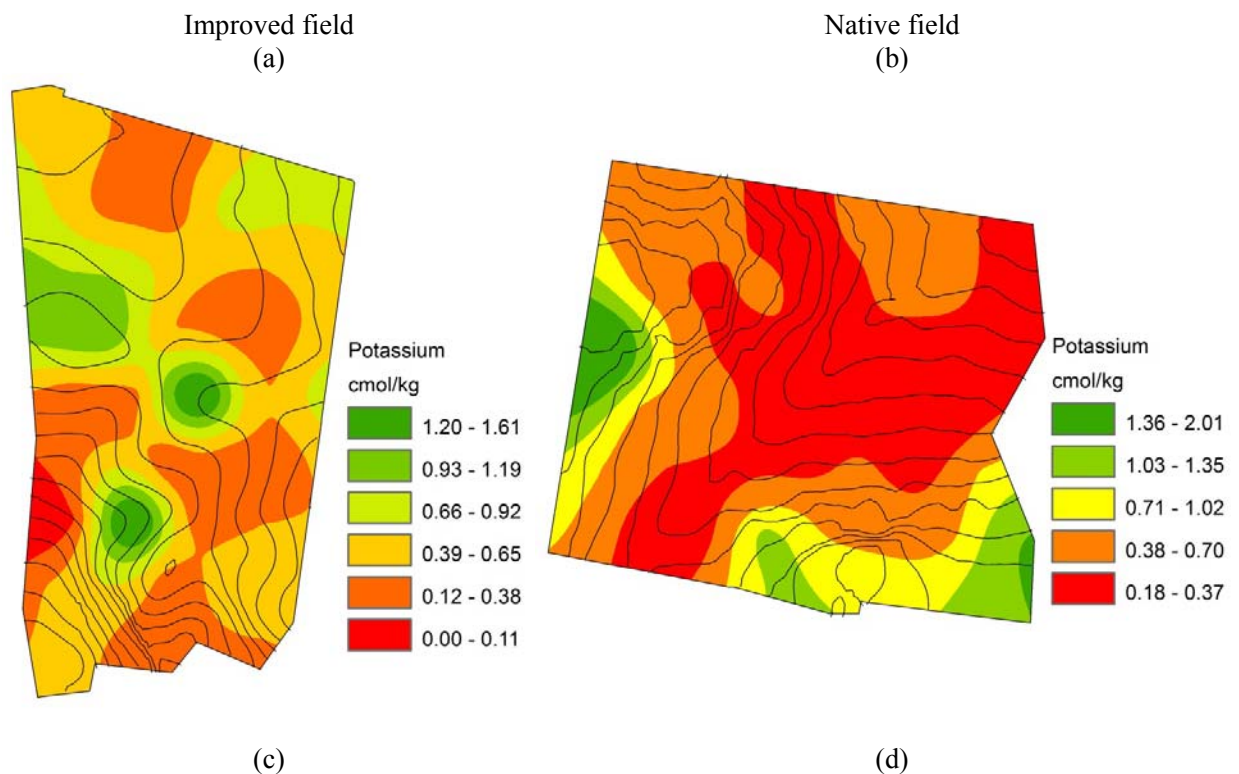 Improved field
(a)
Native field
(b)
Potassium
cmol/kg
1.20 - 1.61
0.93 - 1.19
0.66 - 0.92
0.39 - 0.65
0.12 - 0.38
0.00 - 0.11
Potassium
cmol/kg
1.36 - 2.01
1.03 - 1.35
0.71 - 1.02
0.38 - 0.70
0.18 - 0.37
(c)
(d)